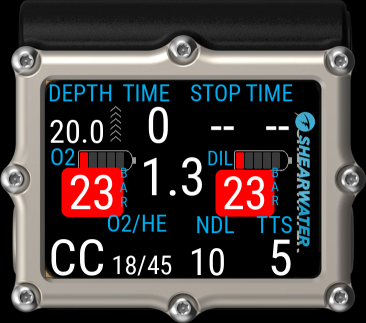 DEPTH TIME STOP TIME
20.0 0 -- --
O2 BAR 1.3 DIL BAR
23 23
O2/HE NDL TTS
CC 18/45 10 5
SHEARWATER